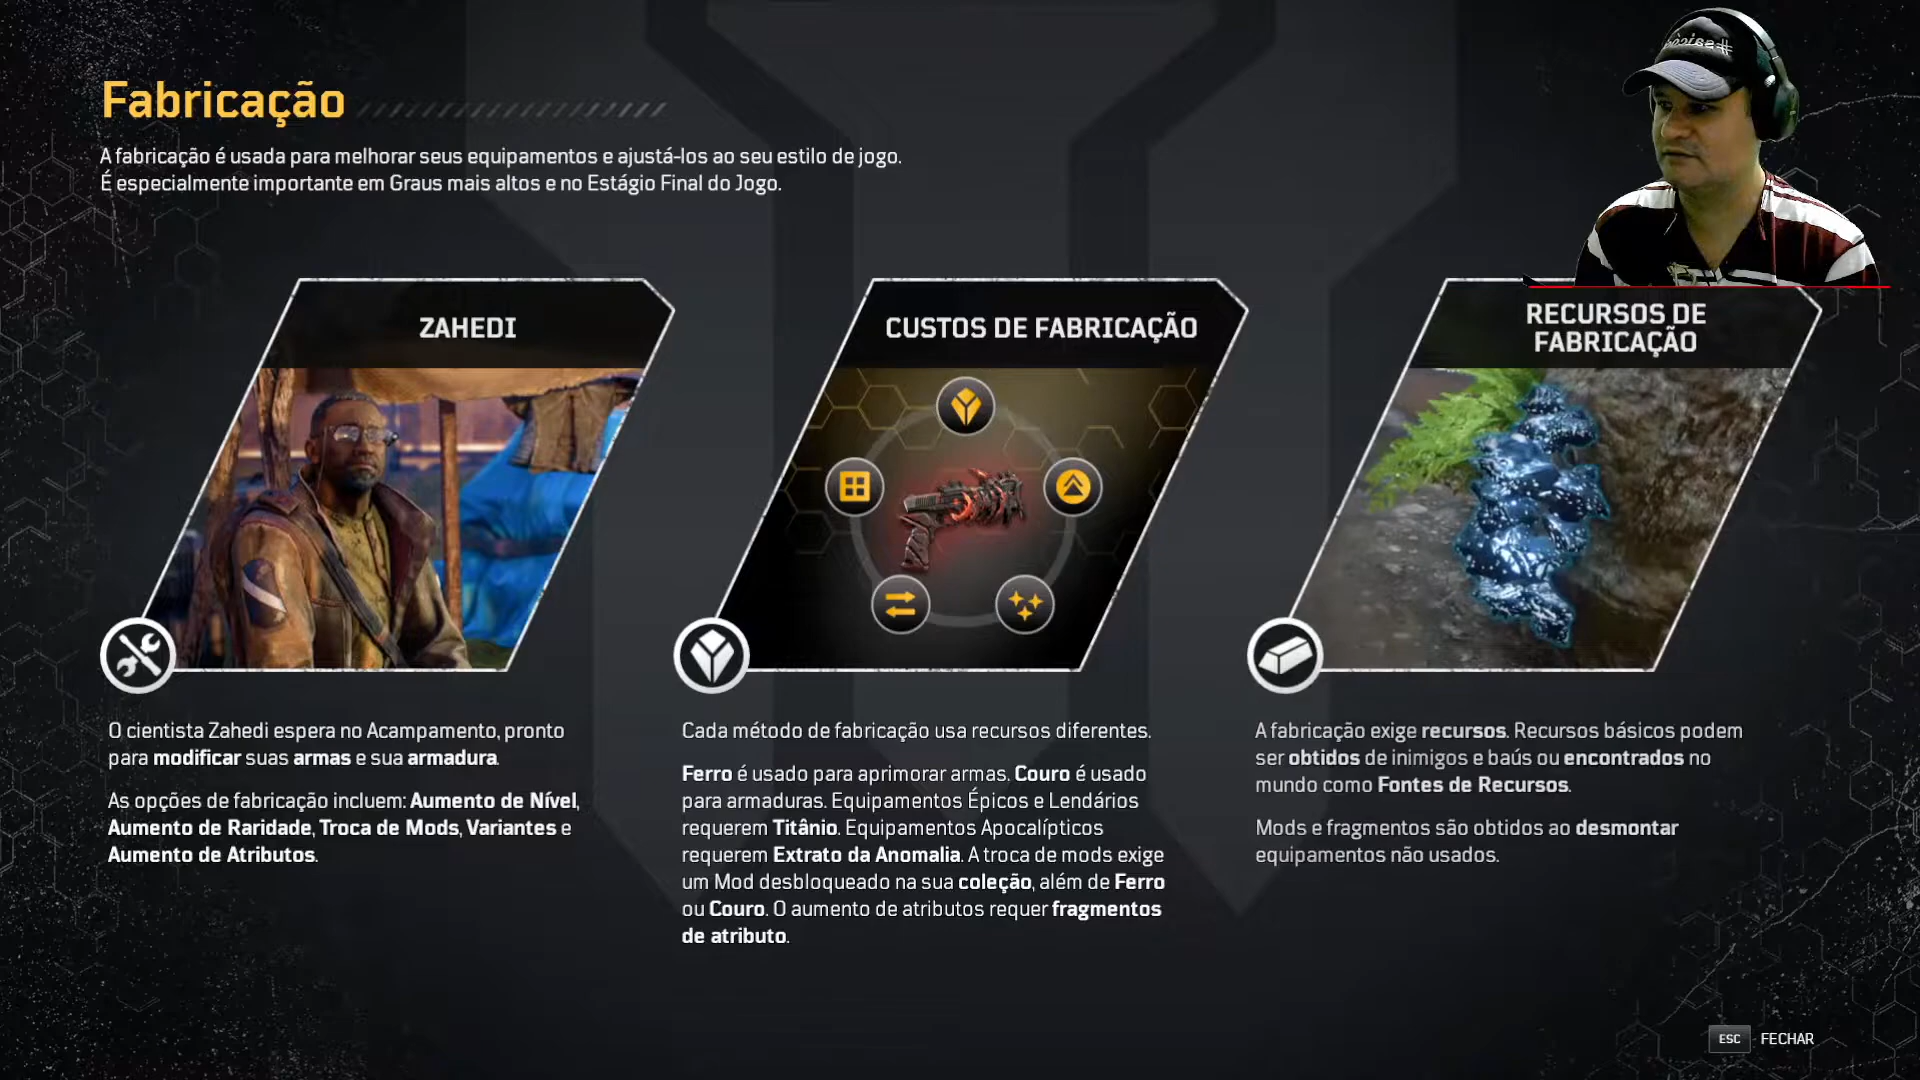 Fabricação
A fabricação é usada para melhorar seus equipamentos e ajustá-los ao seu estilo de jogo.
É especialmente importante em Graus mais altos e no Estágio Final do Jogo.
ZAHEDI
O cientista Zahedi espera no Acampamento, pronto
para modificar suas armas e sua armadura.
As opções de fabricação incluem: Aumento de Nível,
Aumento de Raridade, Troca de Mods, Variantes e
Aumento de Atributos.
CUSTOS DE FABRICAÇÃO
Cada método de fabricação usa recursos diferentes.
Ferro é usado para aprimorar armas. Couro é usado
para armaduras. Equipamentos Épicos e Lendários
requerem Titânio. Equipamentos Apocalípticos
requerem Extrato da Anomalia. A troca de mods exige
um Mod desbloqueado na sua coleção, além de Ferro
ou Couro. O aumento de atributos requer fragmentos
de atributo.
RECURSOS DE
FABRICAÇÃO
A fabricação exige recursos. Recursos básicos podem
ser obtidos de inimigos e baús ou encontrados no
mundo como Fontes de Recursos.
Mods e fragmentos são obtidos ao desmontar
equipamentos não usados.
ESC FECHAR